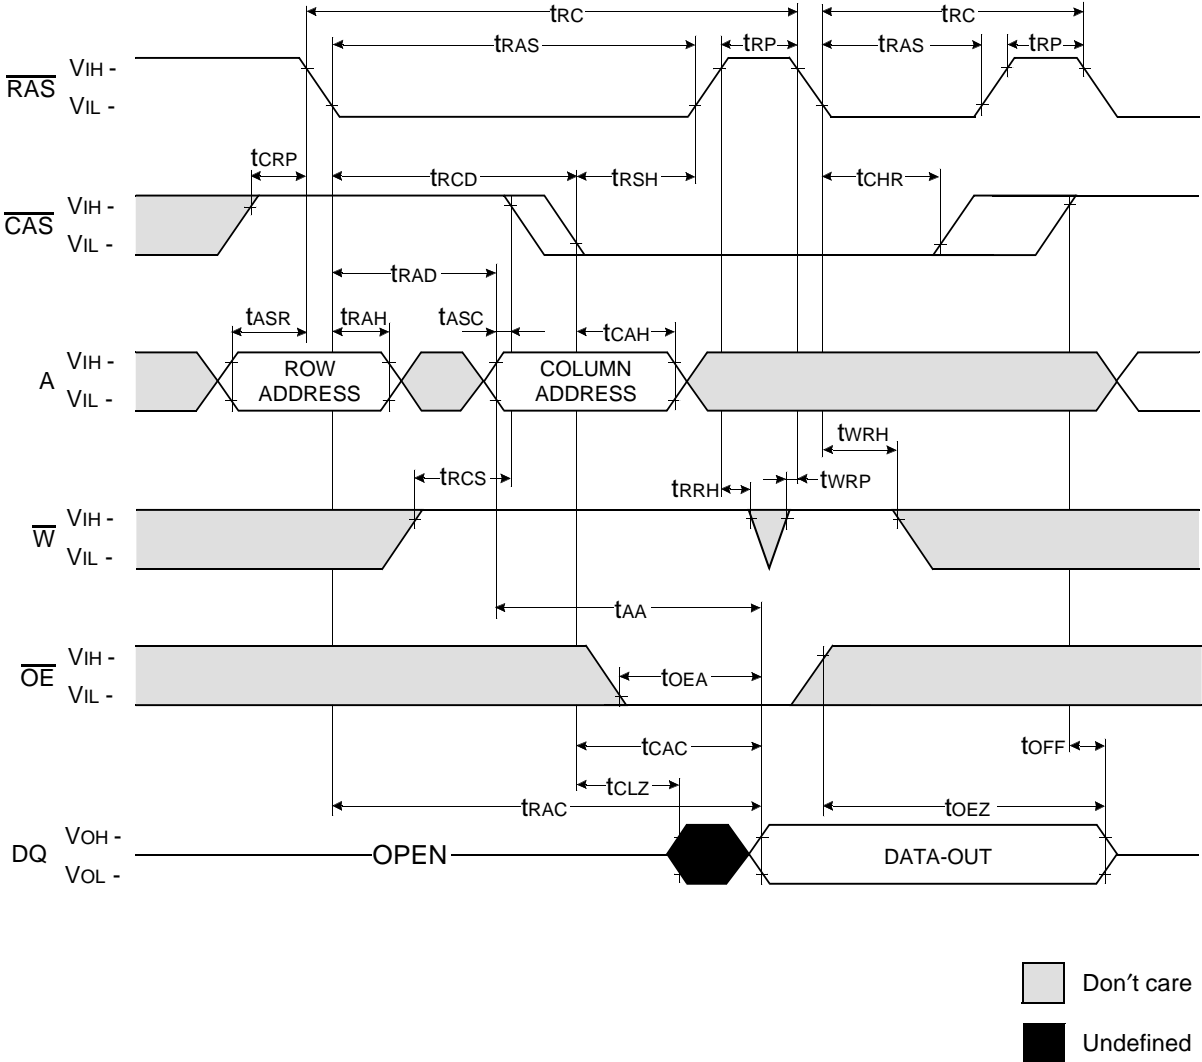 tRC tRC
tRAS tRP tRAS tRP
RAS VIH -
VIL -
tCRP tRCD tRSH tCHR
CAS VIH -
VIL -
tRAD
tASR tRAH tASC tCAH
A VIH -
VIL -
ROW
ADDRESS
COLUMN
ADDRESS
tWRH
tRCS tRRH tWRP
W VIH -
VIL -
tAA
OE VIH -
VIL -
tOEA
tCAC tOFF
tCLZ
tRAC tOEZ
DQ VOH -
VOL -
OPEN DATA-OUT
Don′t care
Undefined